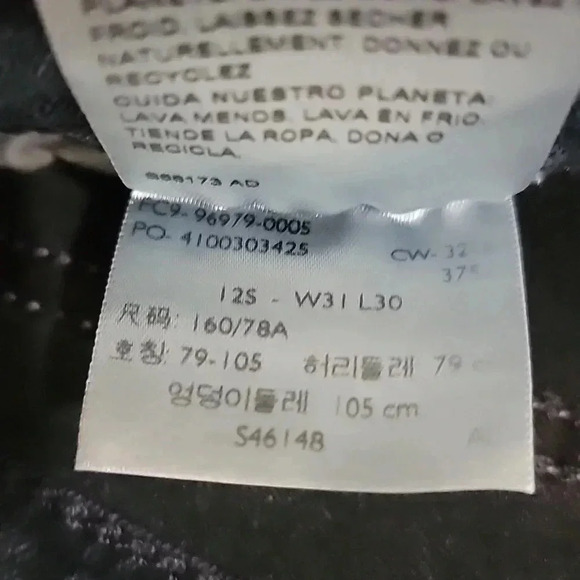 FROID. LAISSEZ SECHER
NATURELLEMENT. DONNEZ OU
RECYCLEZ
CUIDA NUESTRO PLANETA:
LAVA MENOS. LAVA EN FRIO.
TIENDE LA ROPA. DONA O
RECICLA.
AD
PC9- 96979-0005
PO- 4100303425 CW- 32
12S - W31 L30
尺码: 160/78A
호칭: 79-105 허리둘레 79
엉덩이둘레 105 cm
S46148